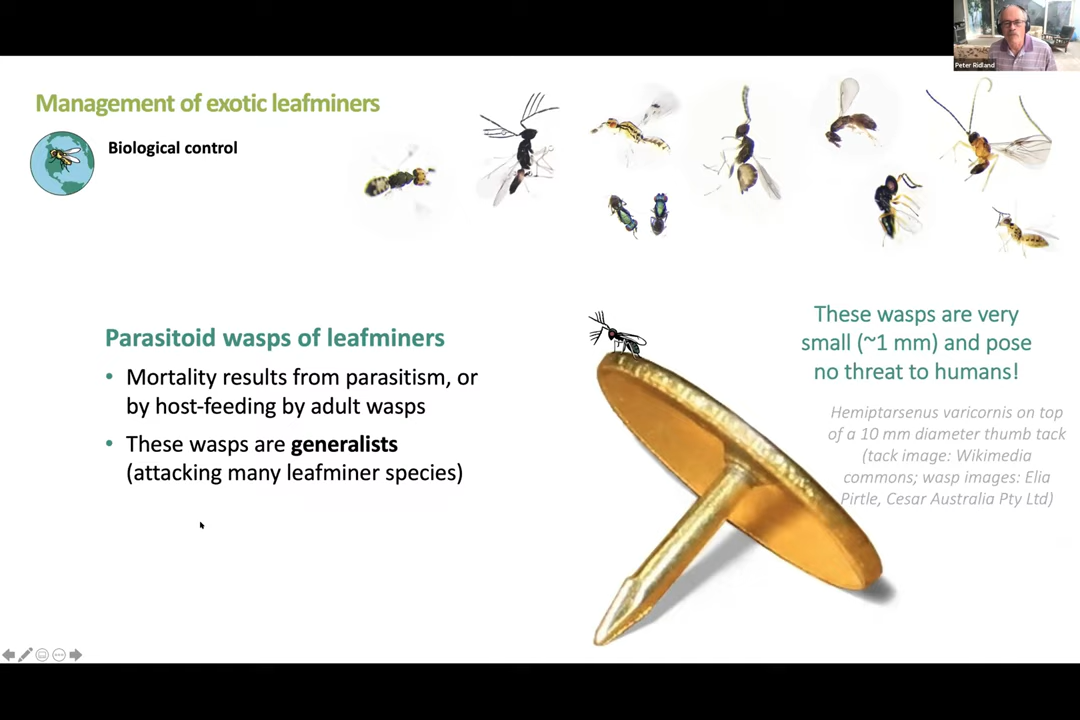 Peter Ridland
Management of exotic leafminers
Biological control
Parasitoid wasps of leafminers
• Mortality results from parasitism, or
by host-feeding by adult wasps
• These wasps are generalists
(attacking many leafminer species)
These wasps are very
small (~1 mm) and pose
no threat to humans!
Hemiptarsenus varicornis on top
of a 10 mm diameter thumb tack
(tack image: Wikimedia
commons; wasp images: Elia
Pirtle, Cesar Australia Pty Ltd)